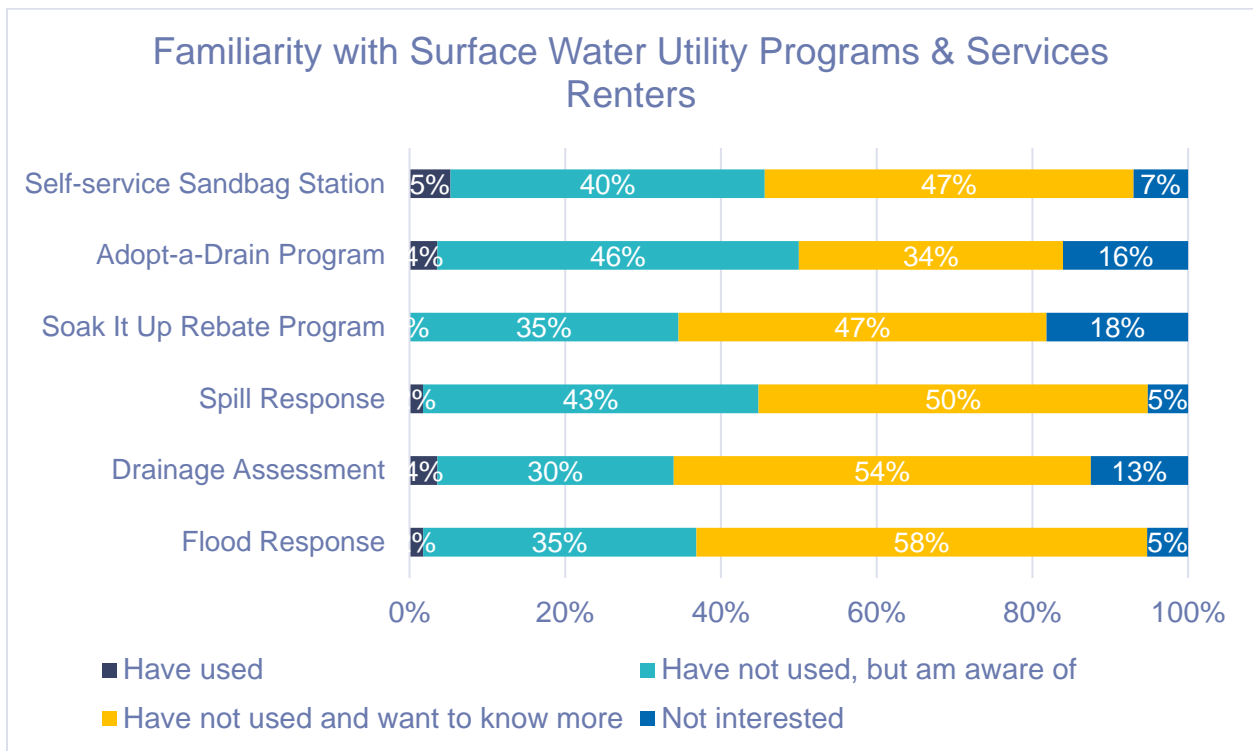 Familiarity with Surface Water Utility Programs & Services
Renters
Self-service Sandbag Station
5% 40% 47% 7%
Adopt-a-Drain Program
4% 46% 34% 16%
Soak It Up Rebate Program
35% 47% 18%
Spill Response
43% 50% 5%
Drainage Assessment
4% 30% 54% 13%
Flood Response
35% 58% 5%
0% 20% 40% 60% 80% 100%
Have used
Have not used, but am aware of
Have not used and want to know more
Not interested